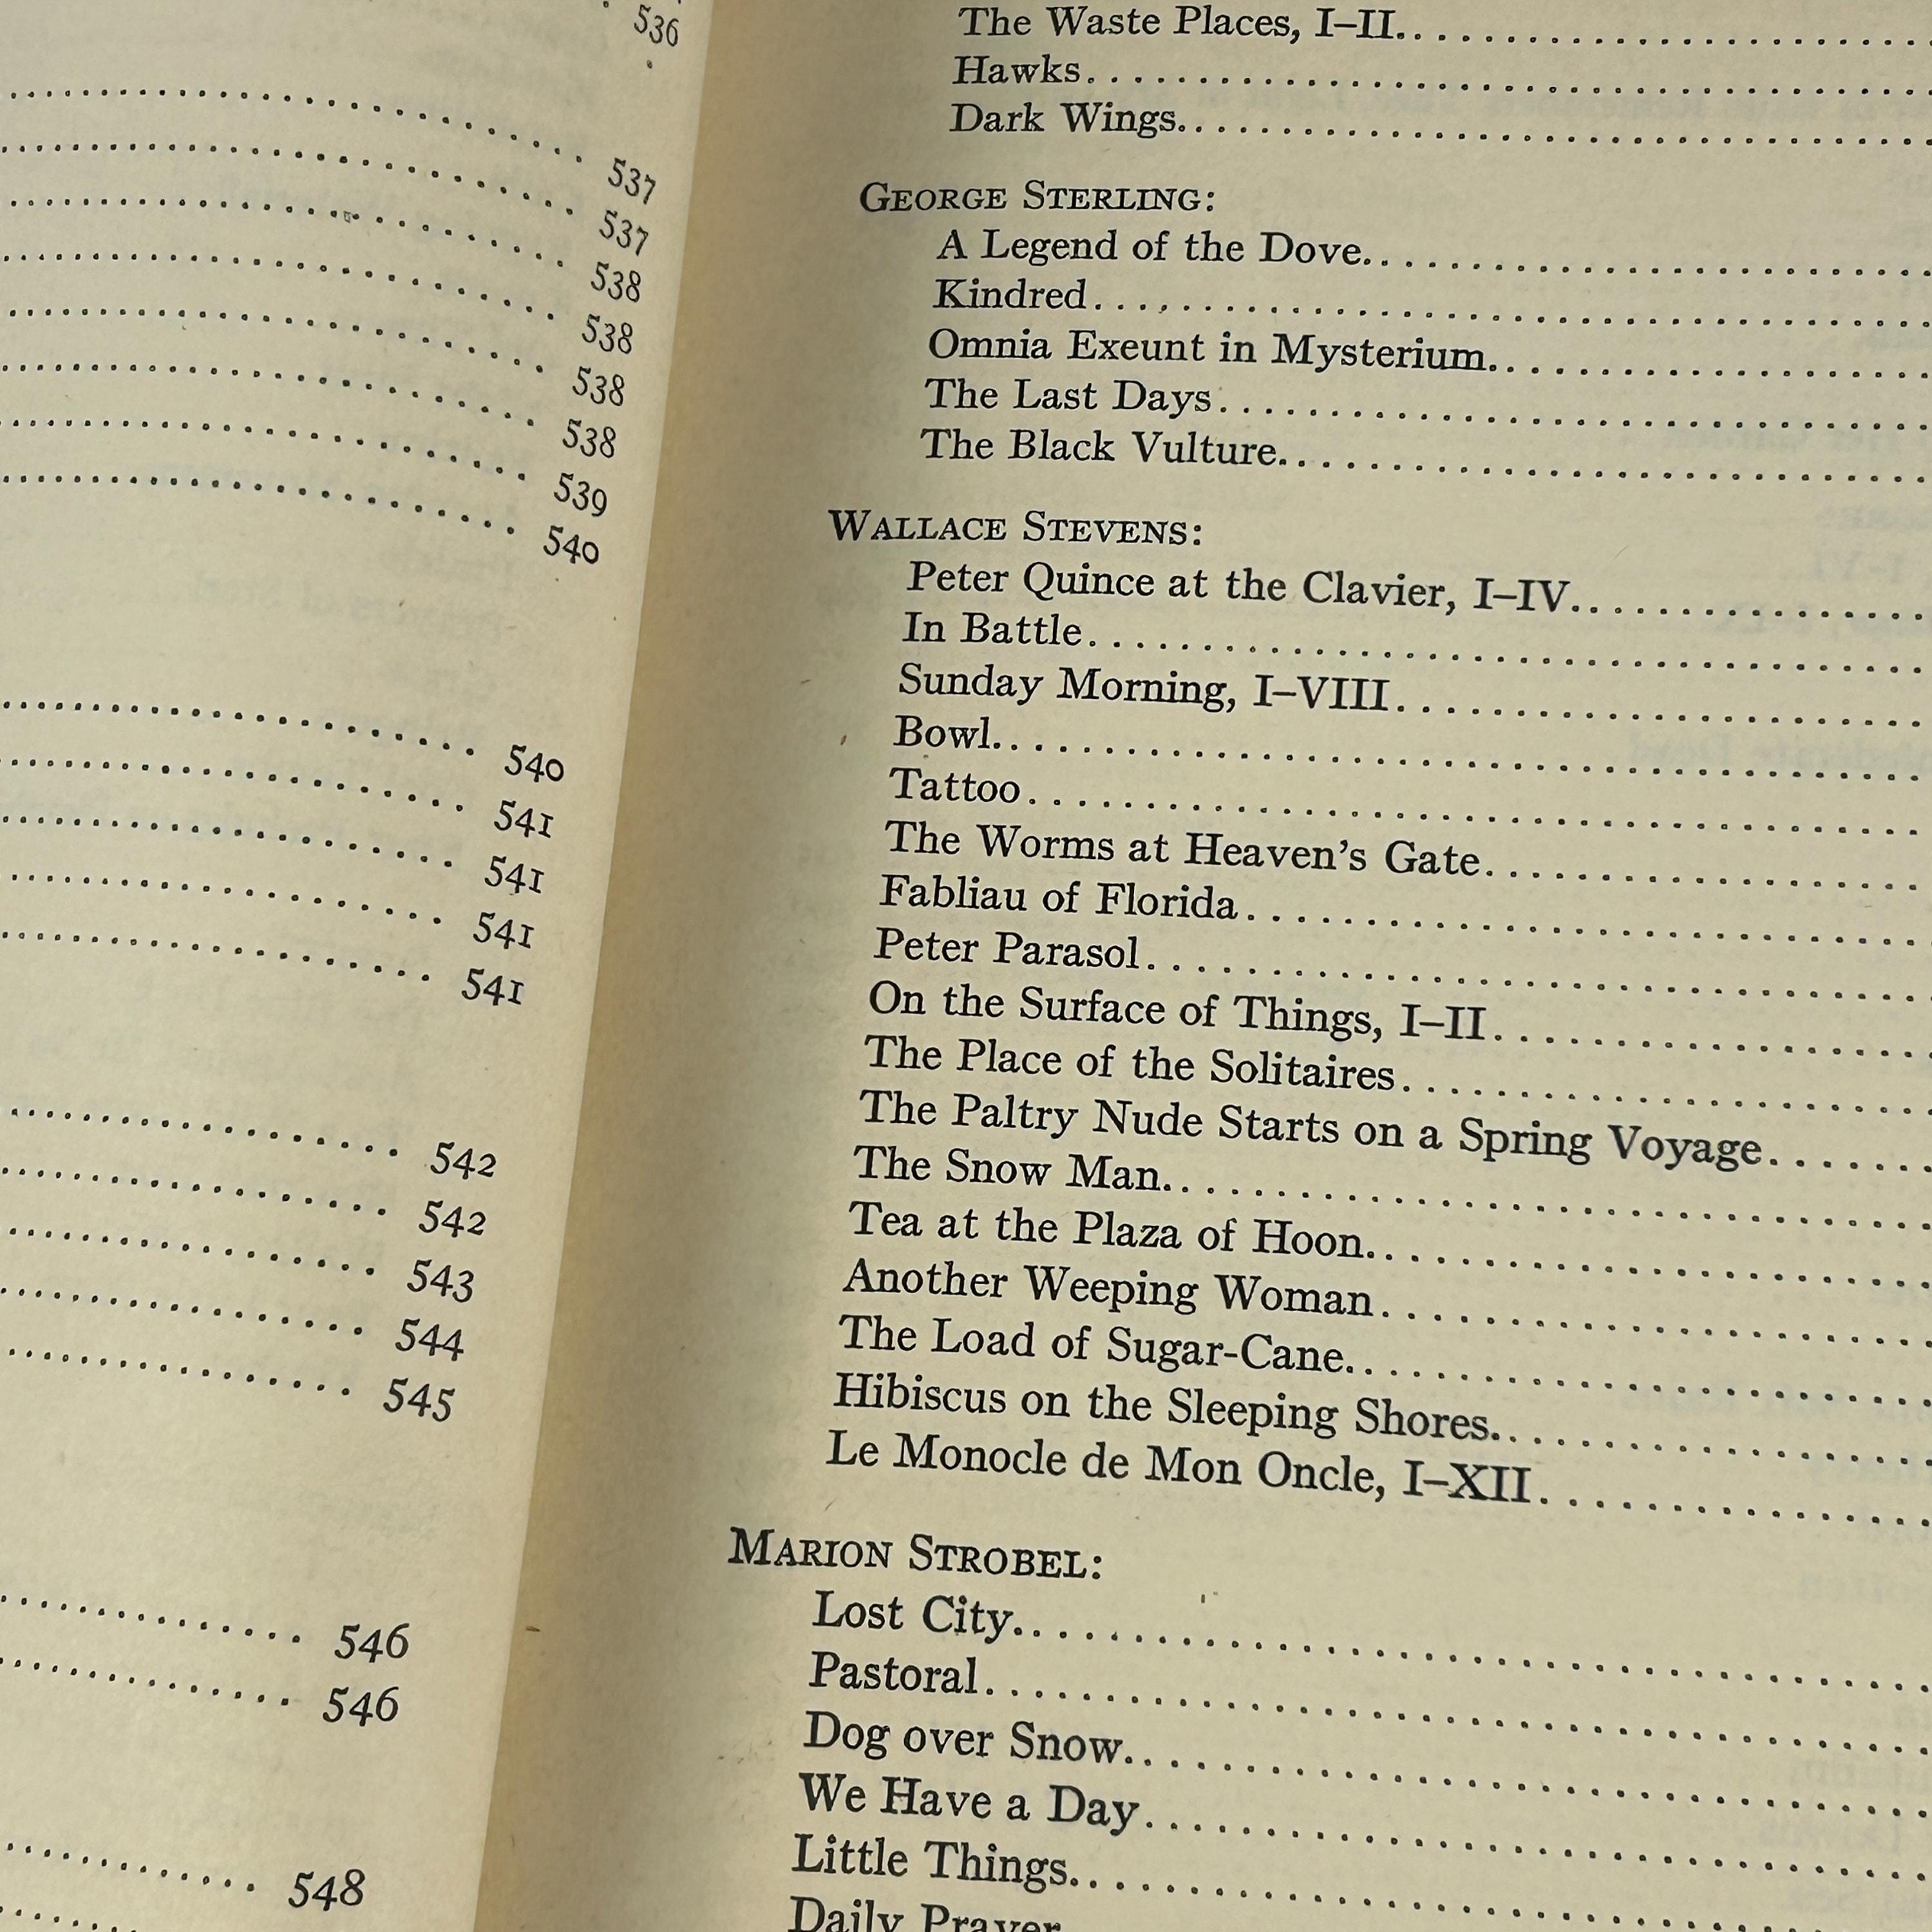 536
537
537
538
538
538
538
539
540
540
541
541
541
541
542
542
543
544
545
546
546
548
The Waste Places, I–II
Hawks
Dark Wings
GEORGE STERLING:
A Legend of the Dove
Kindred
Omnia Exeunt in Mysterium
The Last Days
The Black Vulture
WALLACE STEVENS:
Peter Quince at the Clavier, I–IV
In Battle
Sunday Morning, I–VIII
Bowl
Tattoo
The Worms at Heaven's Gate
Fabliau of Florida
Peter Parasol
On the Surface of Things, I–II
The Place of the Solitaires
The Paltry Nude Starts on a Spring Voyage
The Snow Man
Tea at the Plaza of Hoon
Another Weeping Woman
The Load of Sugar-Cane
Hibiscus on the Sleeping Shores
Le Monocle de Mon Oncle, I–XII
MARION STROBEL:
Lost City
Pastoral
Dog over Snow
We Have a Day
Little Things
Daily Prayer